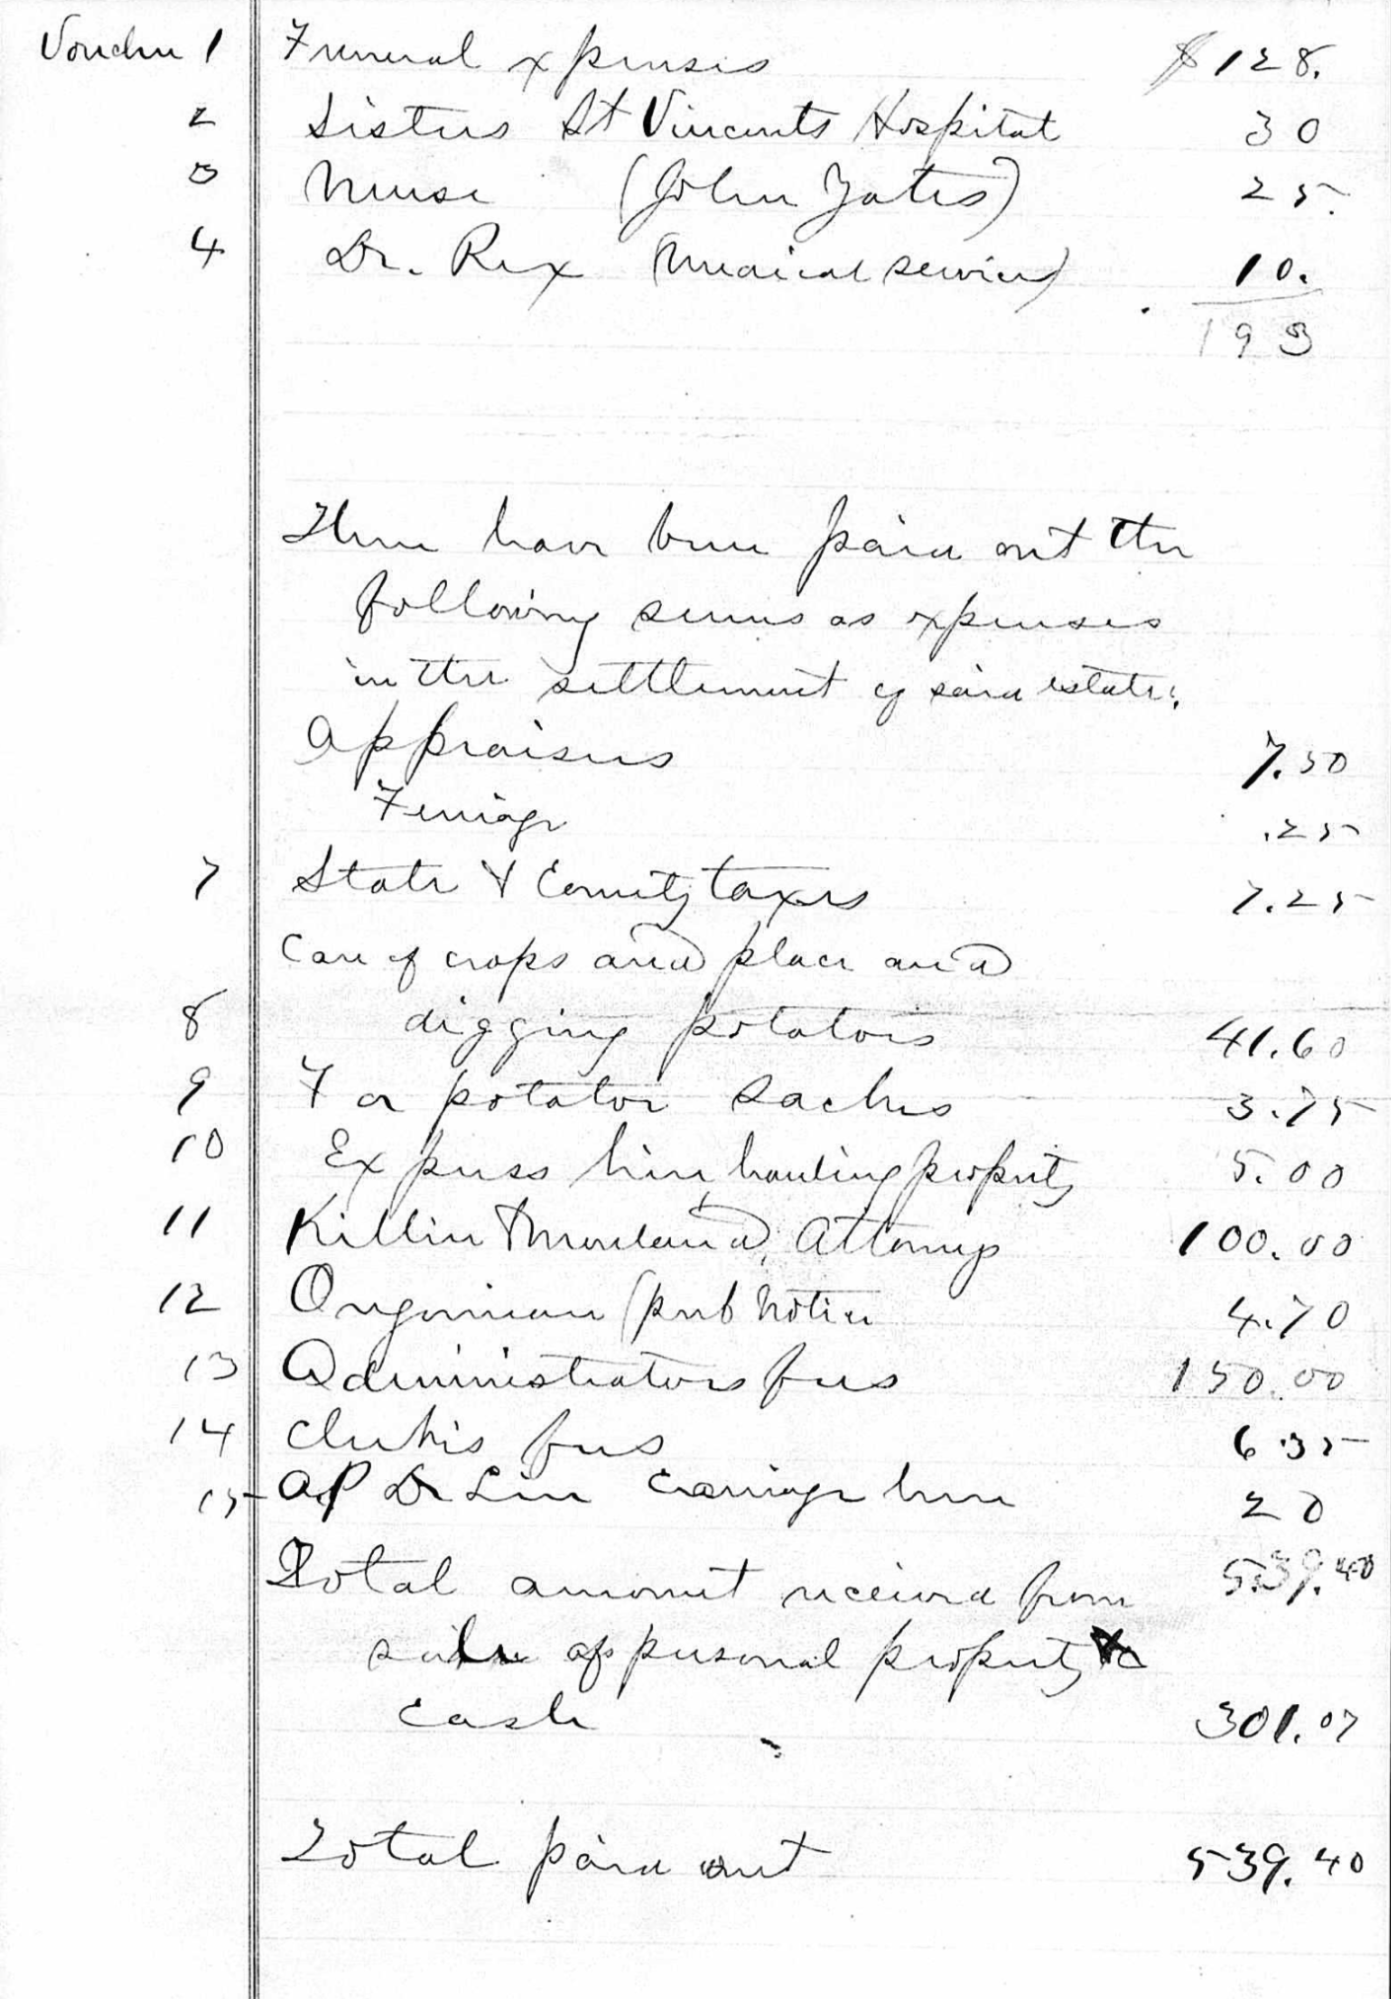 Voucher 1 Funeral expenses $128.
2 Sisters St Vincents Hospital 30
3 Nurse (John Yates) 25.
4 Dr. Rex (Medical services) 10.
193
There have been paid out the
following sums as expenses
in the settlement of said estate:
Appraisers 7.50
Ferriage .25
7 State & County taxes 7.25
Care of crops and place and
8 digging potatoes 41.60
9 For potatoe sacks 3.75
10 Express hire hauling property 5.00
11 Killin & Moreland, Attorneys 100.00
12 Oregonian (pub Notice 4.70
13 Administrators fees 150.00
14 Clerks fees 6.35
15 AP De Lin Carriage hire 20
539.40
Total amount received from
sale of personal property &
cash 301.07
Total paid out 539.40